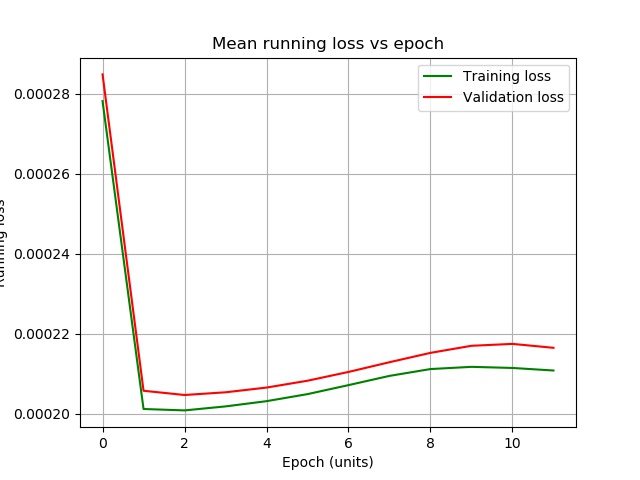 Mean running loss vs epoch
Training loss
Validation loss
0.00028
0.00026
0.00024
0.00022
0.00020
Running loss
0 2 4 6 8 10
Epoch (units)